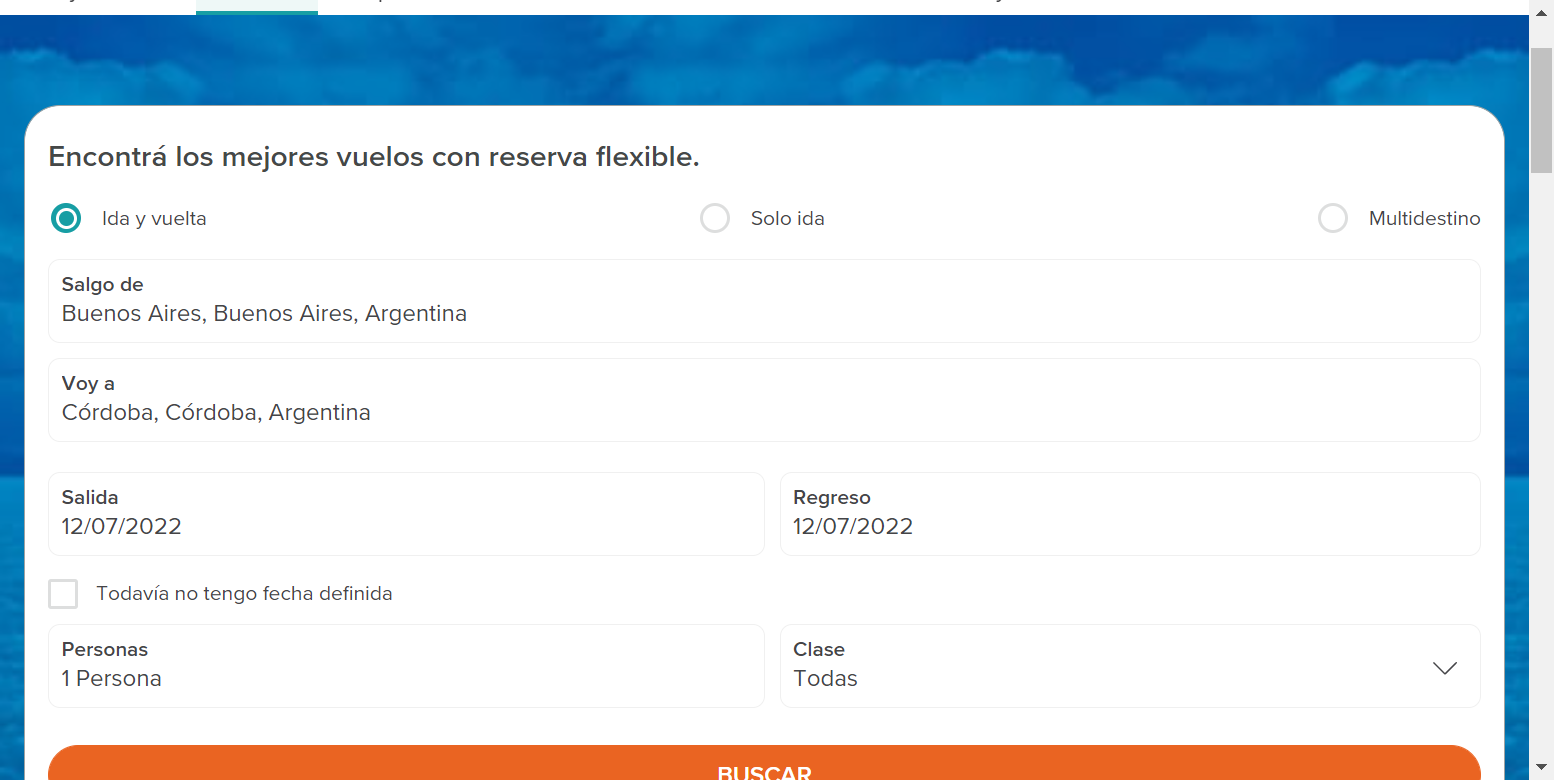 Encontrá los mejores vuelos con reserva flexible.
Ida y vuelta
Solo ida
Multidestino
Salgo de
Buenos Aires, Buenos Aires, Argentina
Voy a
Córdoba, Córdoba, Argentina
Salida
12/07/2022
Regreso
12/07/2022
Todavía no tengo fecha definida
Personas
1 Persona
Clase
Todas
BUSCAR